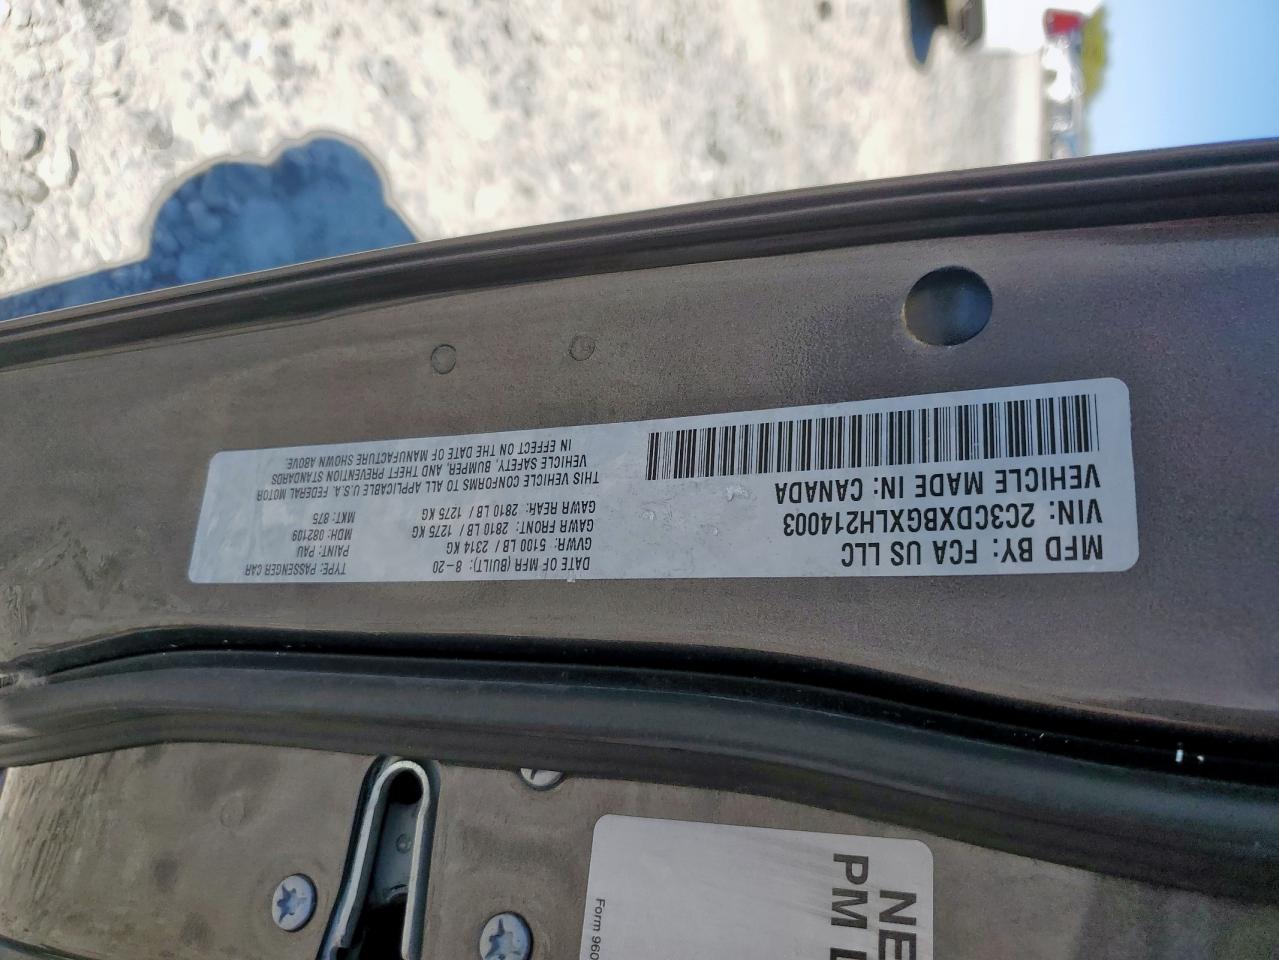 MFD BY: FCA US LLC
VIN: 2C3CDXBGXLH214003
VEHICLE MADE IN: CANADA
DATE OF MFR (BUILT): 8-20
GVWR: 5100 LB / 2314 KG
GAWR FRONT: 2810 LB / 1275 KG
GAWR REAR: 2810 LB / 1275 KG
TYPE: PASSENGER CAR
PAINT: PAU
MDH: 082109
MKT: 875
THIS VEHICLE CONFORMS TO ALL APPLICABLE U.S.A. FEDERAL MOTOR
VEHICLE SAFETY, BUMPER, AND THEFT PREVENTION STANDARDS
IN EFFECT ON THE DATE OF MANUFACTURE SHOWN ABOVE.
NE
PM
Form 960